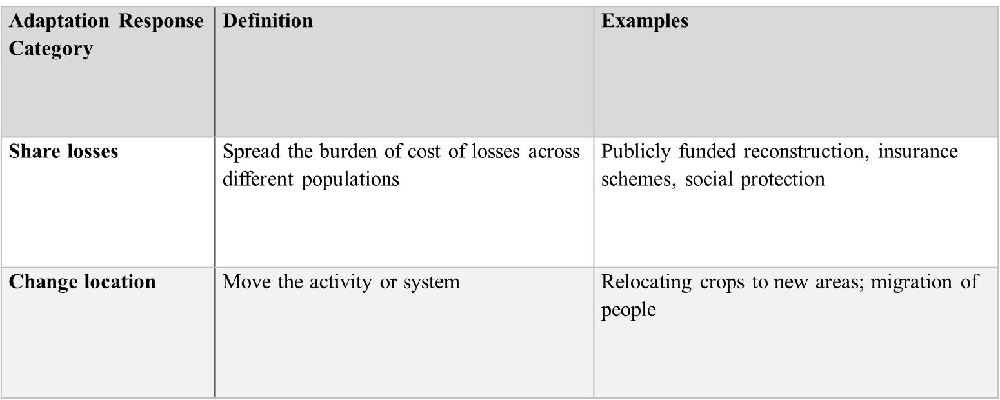 Adaptation Response
Category
Definition
Examples
Share losses
Spread the burden of cost of losses across
different populations
Publicly funded reconstruction, insurance
schemes, social protection
Change location
Move the activity or system
Relocating crops to new areas; migration of
people